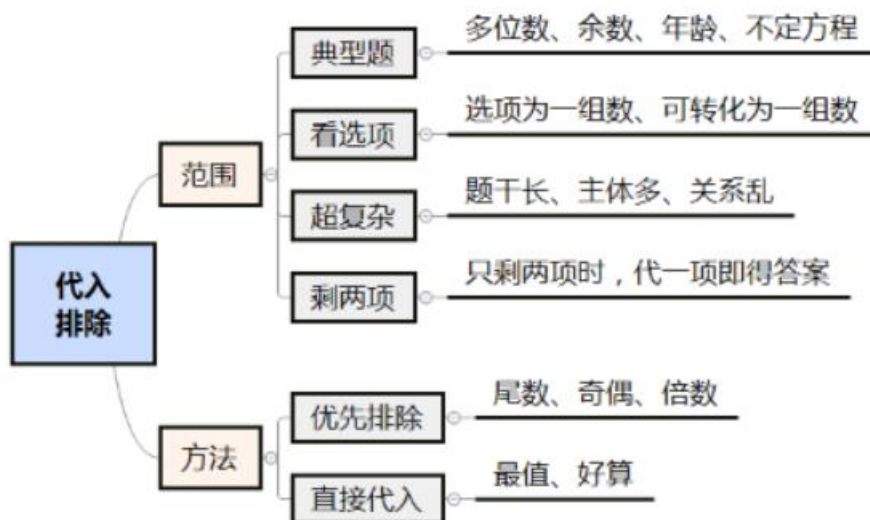 代入
排除
范围
典型题
多位数、余数、年龄、不定方程
看选项
选项为一组数、可转化为一组数
超复杂
题干长、主体多、关系乱
剩两项
只剩两项时，代一项即得答案
方法
优先排除
尾数、奇偶、倍数
直接代入
最值、好算